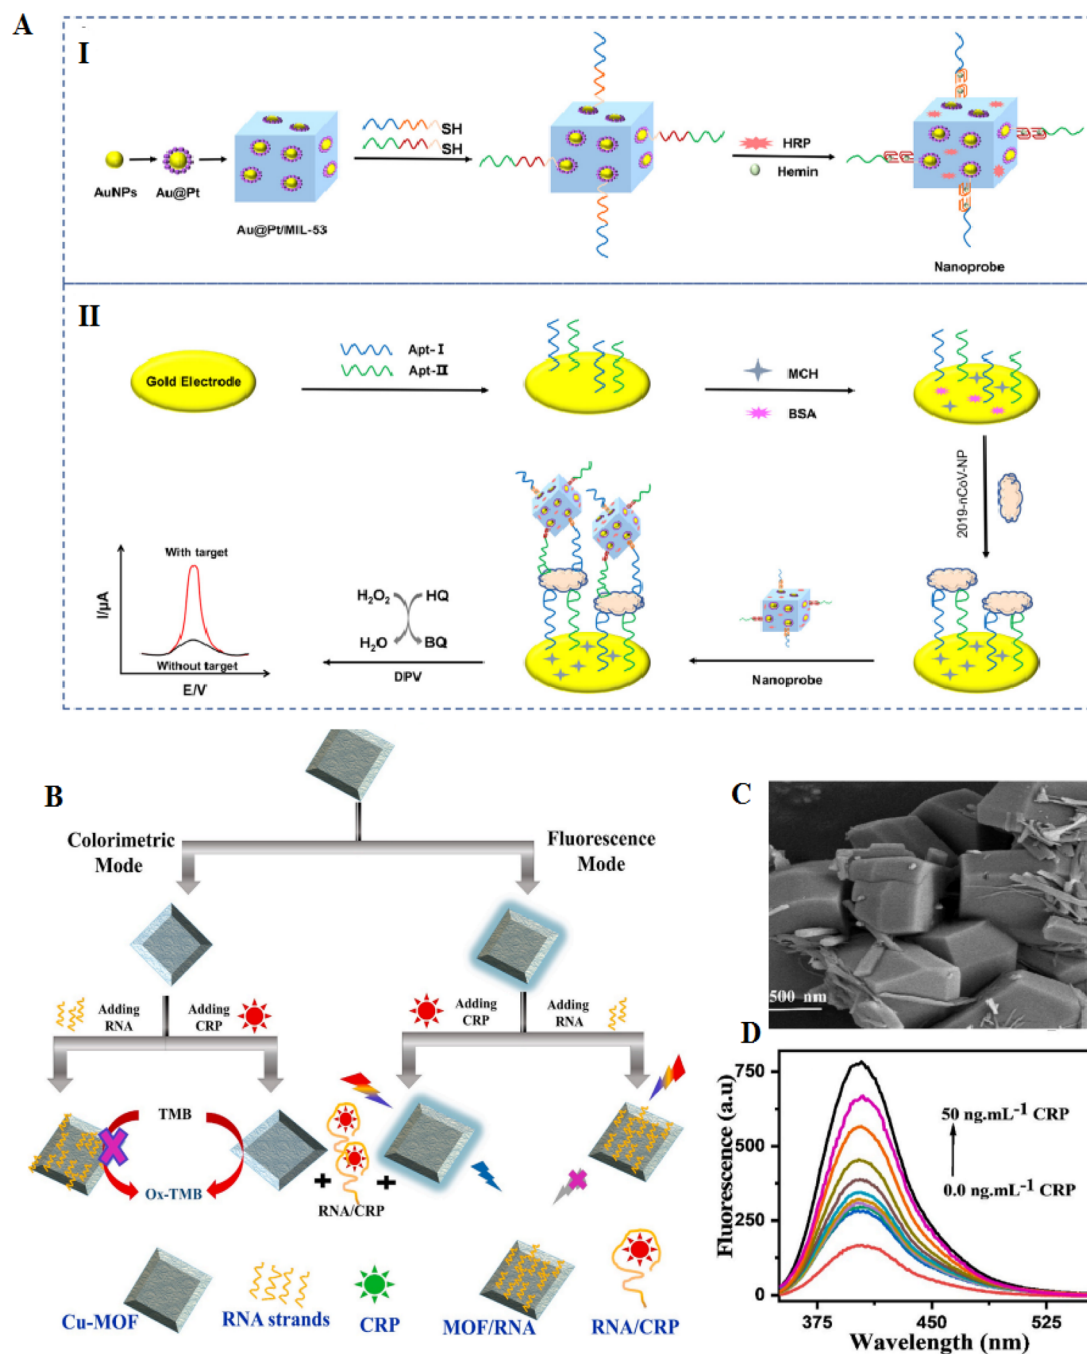 A
I
SH
SH
HRP
Hemin
AuNPs
Au@Pt
Au@Pt/MIL-53
Nanoprobe
II
Gold Electrode
Apt-I
Apt-II
MCH
BSA
2019-nCoV-NP
I/μA
With target
Without target
E/V
H₂O₂
HQ
H₂O
BQ
DPV
Nanoprobe
B
Colorimetric
Mode
Fluorescence
Mode
Adding
RNA
Adding
CRP
Adding
CRP
Adding
RNA
TMB
Ox-TMB
+
+
RNA/CRP
Cu-MOF
RNA strands
CRP
MOF/RNA
RNA/CRP
C
500 nm
D
Fluorescence (a.u)
750
500
250
0
50 ng.mL⁻¹ CRP
0.0 ng.mL⁻¹ CRP
375
450
525
Wavelength (nm)